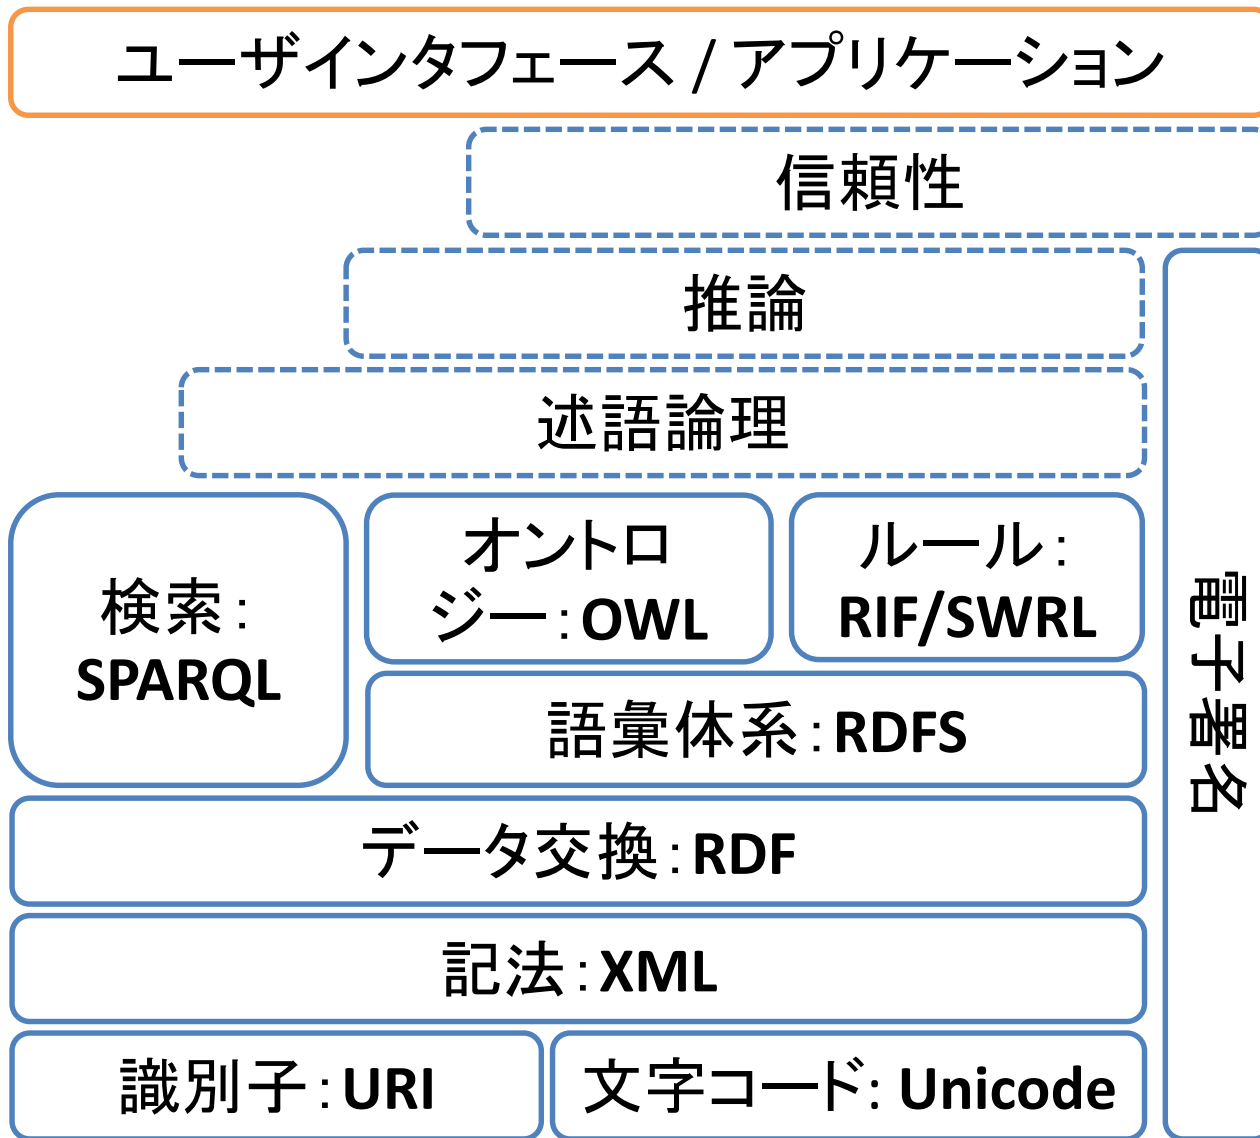 ユーザインタフェース / アプリケーション
信頼性
推論
述語論理
検索：
SPARQL
オントロ
ジー：OWL
ルール：
RIF/SWRL
語彙体系：RDFS
データ交換：RDF
記法：XML
識別子：URI
文字コード: Unicode
電子署名